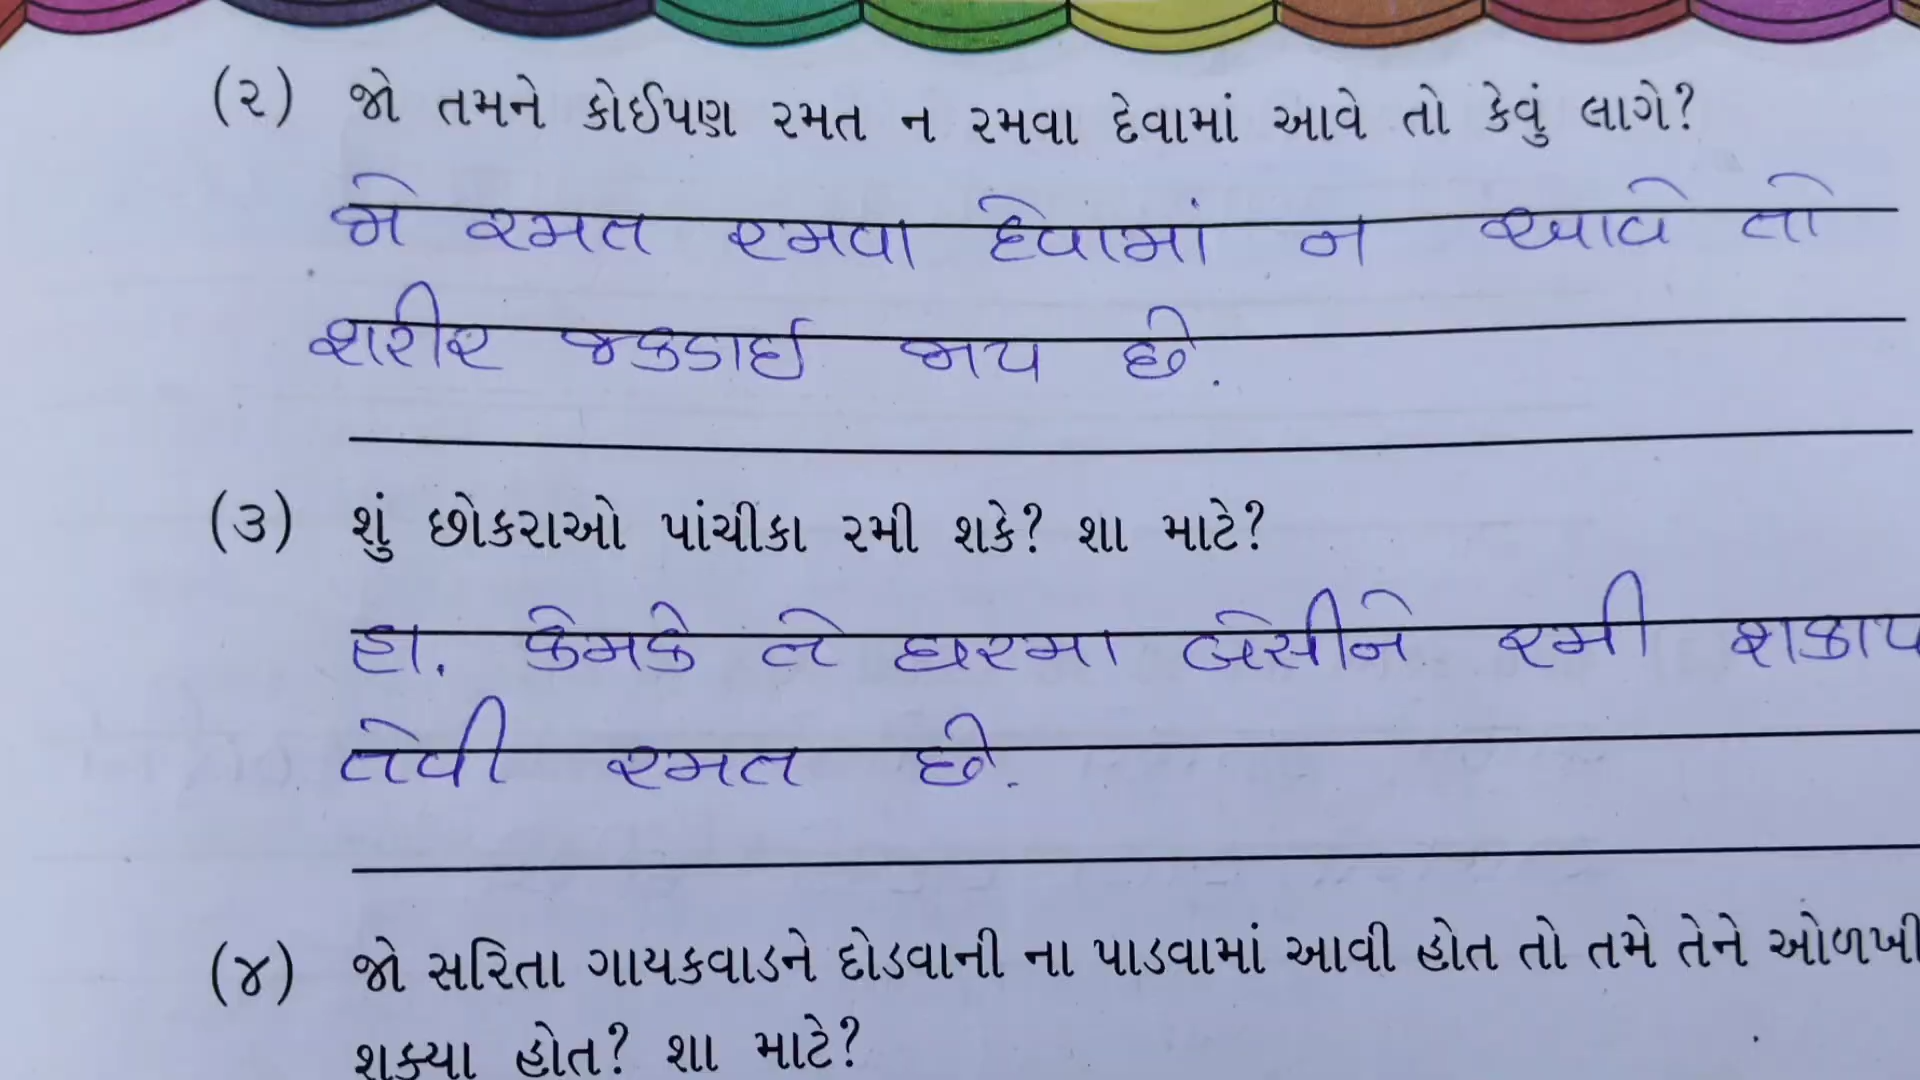 (૨) જો તમને કોઈપણ રમત ન રમવા દેવામાં આવે તો કેવું લાગે?
જો રમત રમવા દેવામાં ન આવે તો
શરીર જકડાઈ જાય છે.
(૩) શું છોકરાઓ પાંચીકા રમી શકે? શા માટે?
હા. કેમકે તે ઘરમા બેસીને રમી શકાય
તેવી રમત છે.
(૪) જો સરિતા ગાયકવાડને દોડવાની ના પાડવામાં આવી હોત તો તમે તેને ઓળખી
શક્યા હોત? શા માટે?